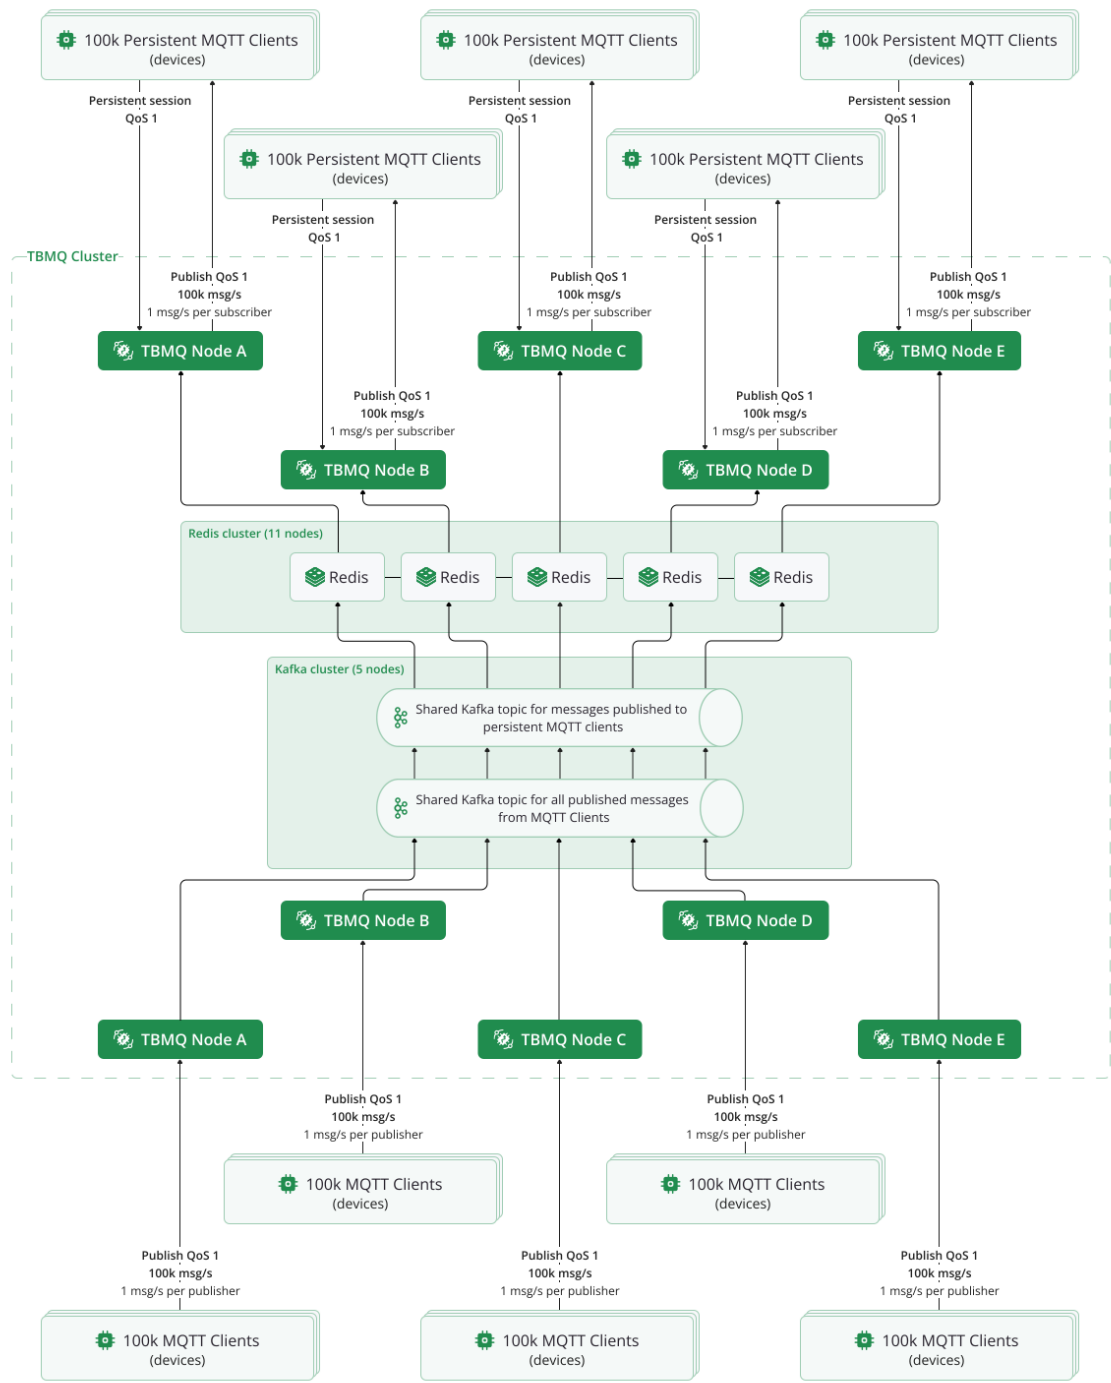 100k Persistent MQTT Clients
(devices)
100k Persistent MQTT Clients
(devices)
100k Persistent MQTT Clients
(devices)
Persistent session
QoS 1
Persistent session
QoS 1
Persistent session
QoS 1
100k Persistent MQTT Clients
(devices)
100k Persistent MQTT Clients
(devices)
Persistent session
QoS 1
Persistent session
QoS 1
TBMQ Cluster
Publish QoS 1
100k msg/s
1 msg/s per subscriber
Publish QoS 1
100k msg/s
1 msg/s per subscriber
Publish QoS 1
100k msg/s
1 msg/s per subscriber
TBMQ Node A
TBMQ Node C
TBMQ Node E
Publish QoS 1
100k msg/s
1 msg/s per subscriber
Publish QoS 1
100k msg/s
1 msg/s per subscriber
TBMQ Node B
TBMQ Node D
Redis cluster (11 nodes)
Redis
Redis
Redis
Redis
Redis
Kafka cluster (5 nodes)
Shared Kafka topic for messages published to
persistent MQTT clients
Shared Kafka topic for all published messages
from MQTT Clients
TBMQ Node B
TBMQ Node D
TBMQ Node A
TBMQ Node C
TBMQ Node E
Publish QoS 1
100k msg/s
1 msg/s per publisher
Publish QoS 1
100k msg/s
1 msg/s per publisher
100k MQTT Clients
(devices)
100k MQTT Clients
(devices)
Publish QoS 1
100k msg/s
1 msg/s per publisher
Publish QoS 1
100k msg/s
1 msg/s per publisher
Publish QoS 1
100k msg/s
1 msg/s per publisher
100k MQTT Clients
(devices)
100k MQTT Clients
(devices)
100k MQTT Clients
(devices)